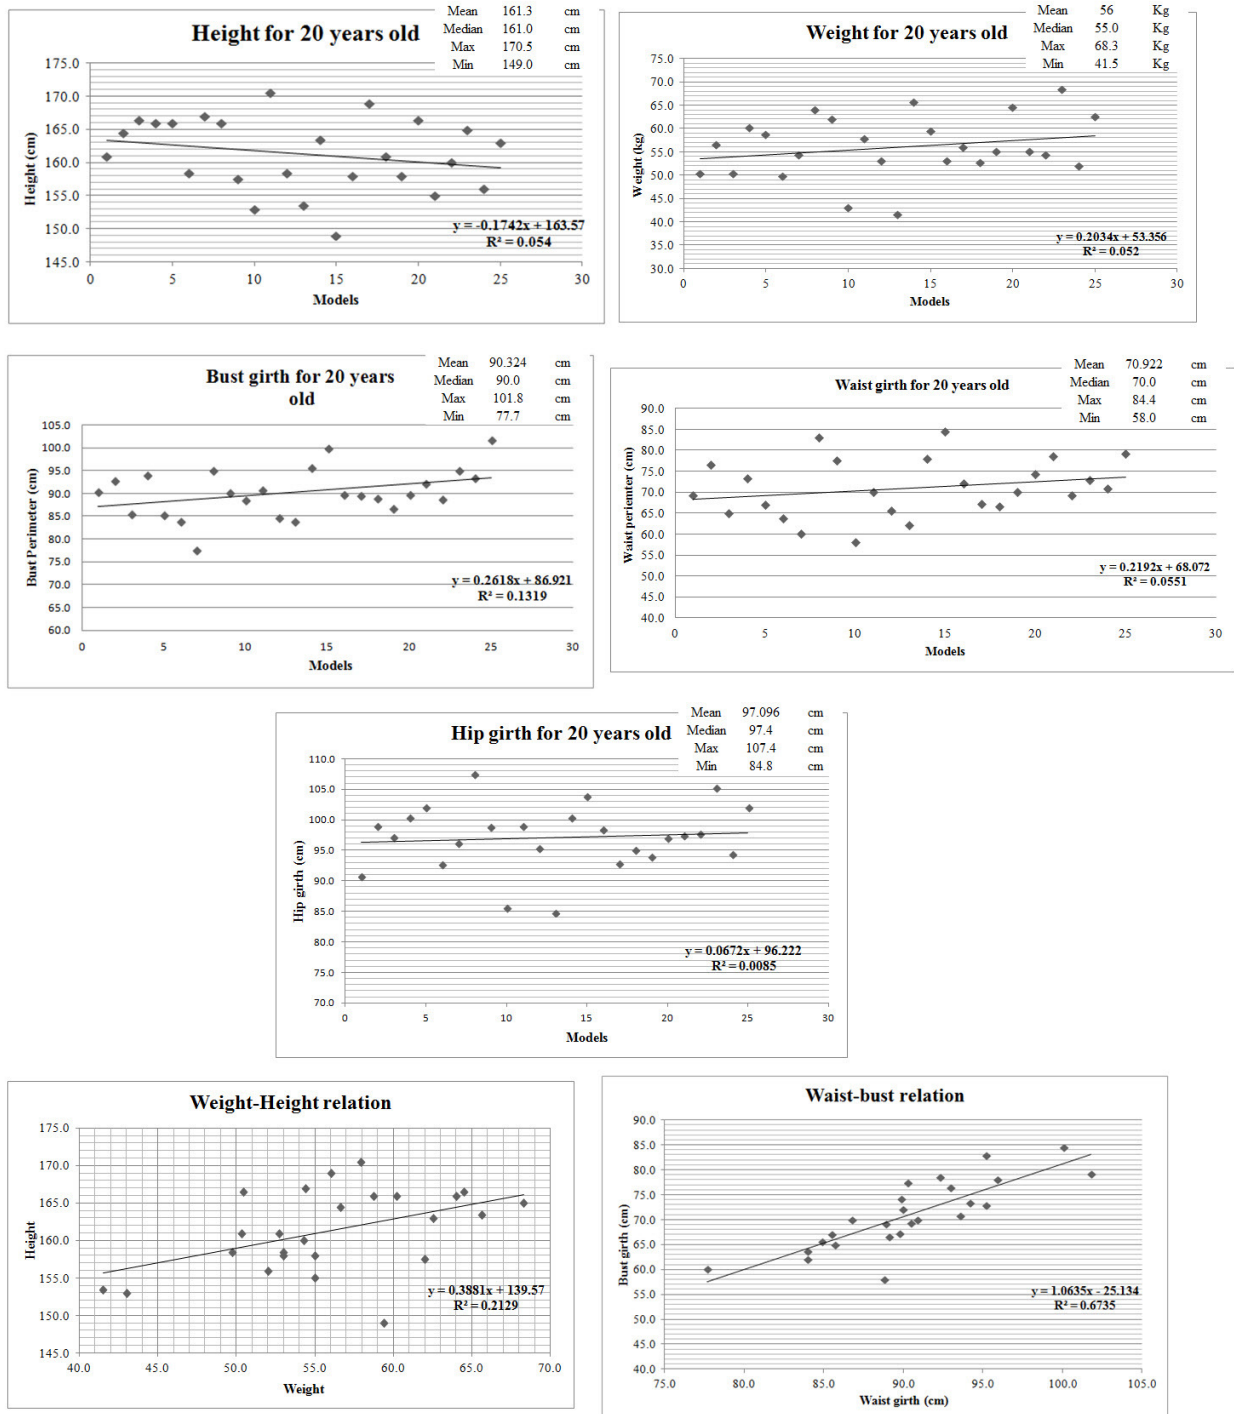 Mean 161.3 cm
Median 161.0 cm
Max 170.5 cm
Min 149.0 cm
Height for 20 years old
175.0
170.0
165.0
160.0
155.0
150.0
145.0
Height (cm)
y = -0.1742x + 163.57
R² = 0.054
0 5 10 15 20 25 30
Models
Mean 56 Kg
Median 55.0 Kg
Max 68.3 Kg
Min 41.5 Kg
Weight for 20 years old
75.0
70.0
65.0
60.0
55.0
50.0
45.0
40.0
35.0
30.0
Weight (kg)
y = 0.2034x + 53.356
R² = 0.052
0 5 10 15 20 25 30
Models
Mean 90.324 cm
Median 90.0 cm
Max 101.8 cm
Min 77.7 cm
Bust girth for 20 years
old
105.0
100.0
95.0
90.0
85.0
80.0
75.0
70.0
65.0
60.0
Bust Perimeter (cm)
y = 0.2618x + 86.921
R² = 0.1319
0 5 10 15 20 25 30
Models
Mean 70.922 cm
Median 70.0 cm
Max 84.4 cm
Min 58.0 cm
Waist girth for 20 years old
90.0
85.0
80.0
75.0
70.0
65.0
60.0
55.0
50.0
45.0
40.0
Waist periemter (cm)
y = 0.2192x + 68.072
R² = 0.0551
0 5 10 15 20 25 30
Models
Mean 97.096 cm
Median 97.4 cm
Max 107.4 cm
Min 84.8 cm
Hip girth for 20 years old
110.0
105.0
100.0
95.0
90.0
85.0
80.0
75.0
70.0
Hip girth (cm)
y = 0.0672x + 96.222
R² = 0.0085
0 5 10 15 20 25 30
Models
Weight-Height relation
175.0
170.0
165.0
160.0
155.0
150.0
145.0
Height
y = 0.3881x + 139.57
R² = 0.2129
40.0 45.0 50.0 55.0 60.0 65.0 70.0
Weight
Waist-bust relation
90.0
85.0
80.0
75.0
70.0
65.0
60.0
55.0
50.0
45.0
40.0
Bust girth (cm)
y = 1.0635x - 25.134
R² = 0.6735
75.0 80.0 85.0 90.0 95.0 100.0 105.0
Waist girth (cm)